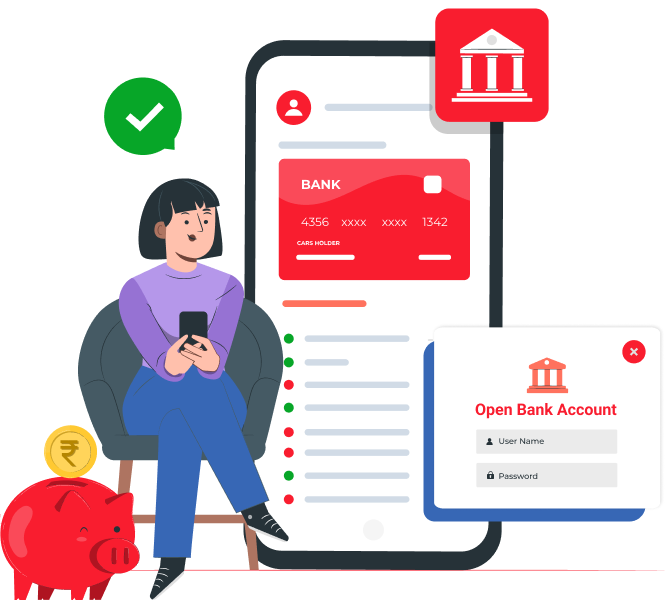 BANK
4356 xxxx xxxx 1342
CARS HOLDER
Open Bank Account
User Name
Password
₹